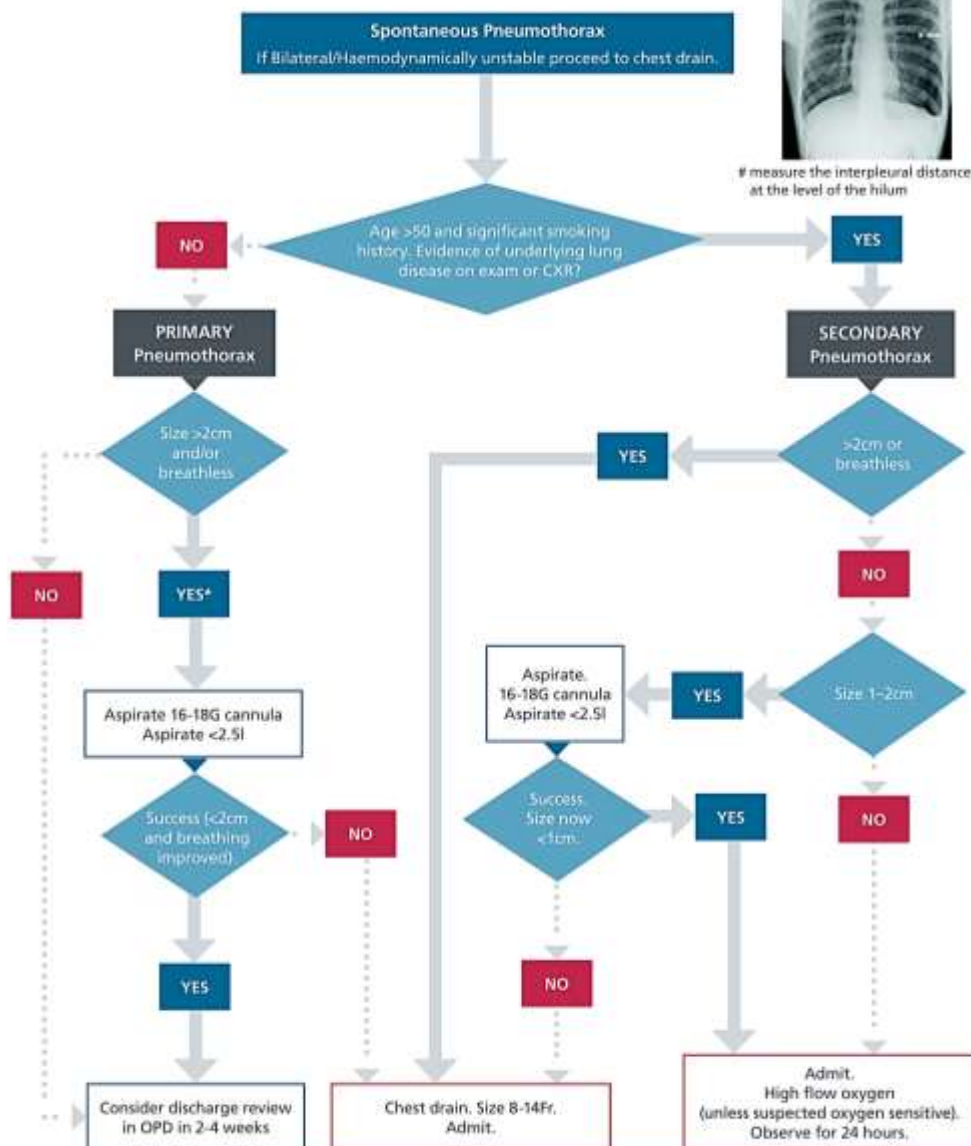 Spontaneous Pneumothorax
If Bilateral/Haemodynamically unstable proceed to chest drain.
# measure the interpleural distance
at the level of the hilum
NO
Age >50 and significant smoking
history. Evidence of underlying lung
disease on exam or CXR?
YES
PRIMARY
Pneumothorax
SECONDARY
Pneumothorax
Size >2cm
and/or
breathless
YES
>2cm or
breathless
NO
YES*
NO
Aspirate 16-18G cannula
Aspirate <2.5l
Aspirate.
16-18G cannula
Aspirate <2.5l
YES
Size 1–2cm
Success (<2cm
and breathing
improved)
NO
Success.
Size now
<1cm.
YES
NO
YES
NO
Consider discharge review
in OPD in 2-4 weeks
Chest drain. Size 8-14Fr.
Admit.
Admit.
High flow oxygen
(unless suspected oxygen sensitive).
Observe for 24 hours.